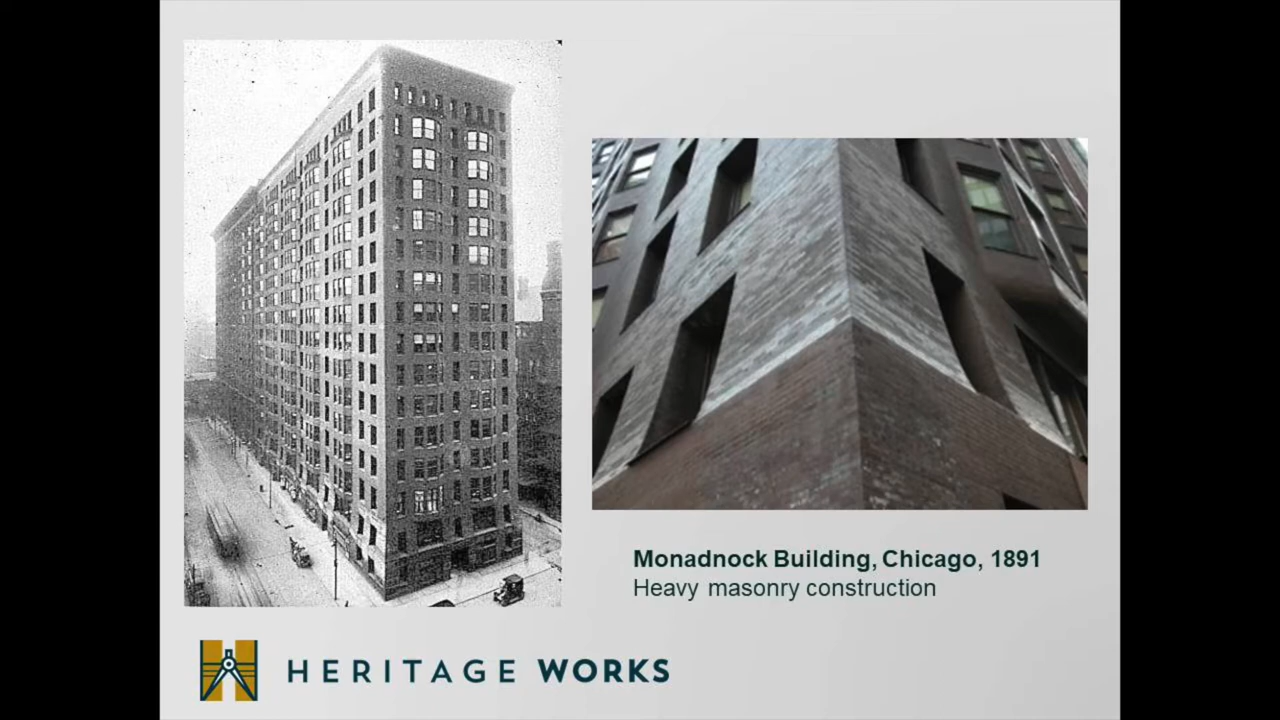 Monadnock Building, Chicago, 1891
Heavy masonry construction
HERITAGE WORKS